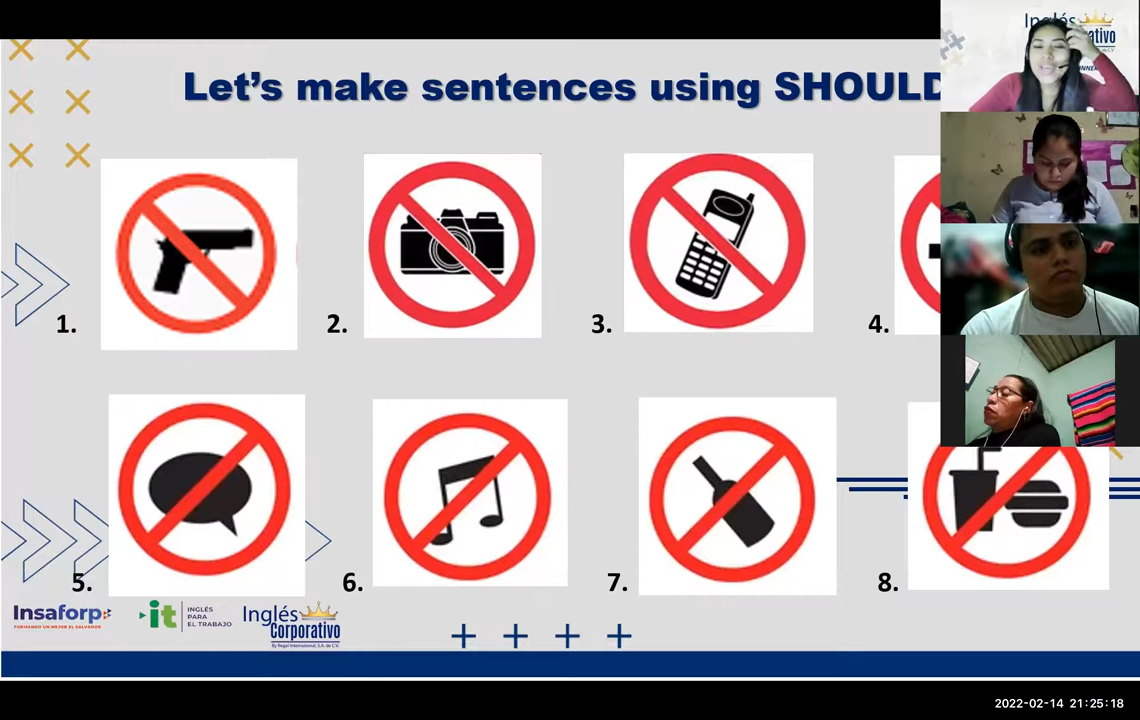 Inglés
Let's make sentences using SHOULD
1.
2.
3.
4.
5.
6.
7.
8.
Insaforp
FORMANDO UN MEJOR EL SALVADOR
it
INGLÉS
PARA
EL TRABAJO
Inglés
Corporativo
By Regal International, S.A. de C.V.
2022-02-14 21:25:18